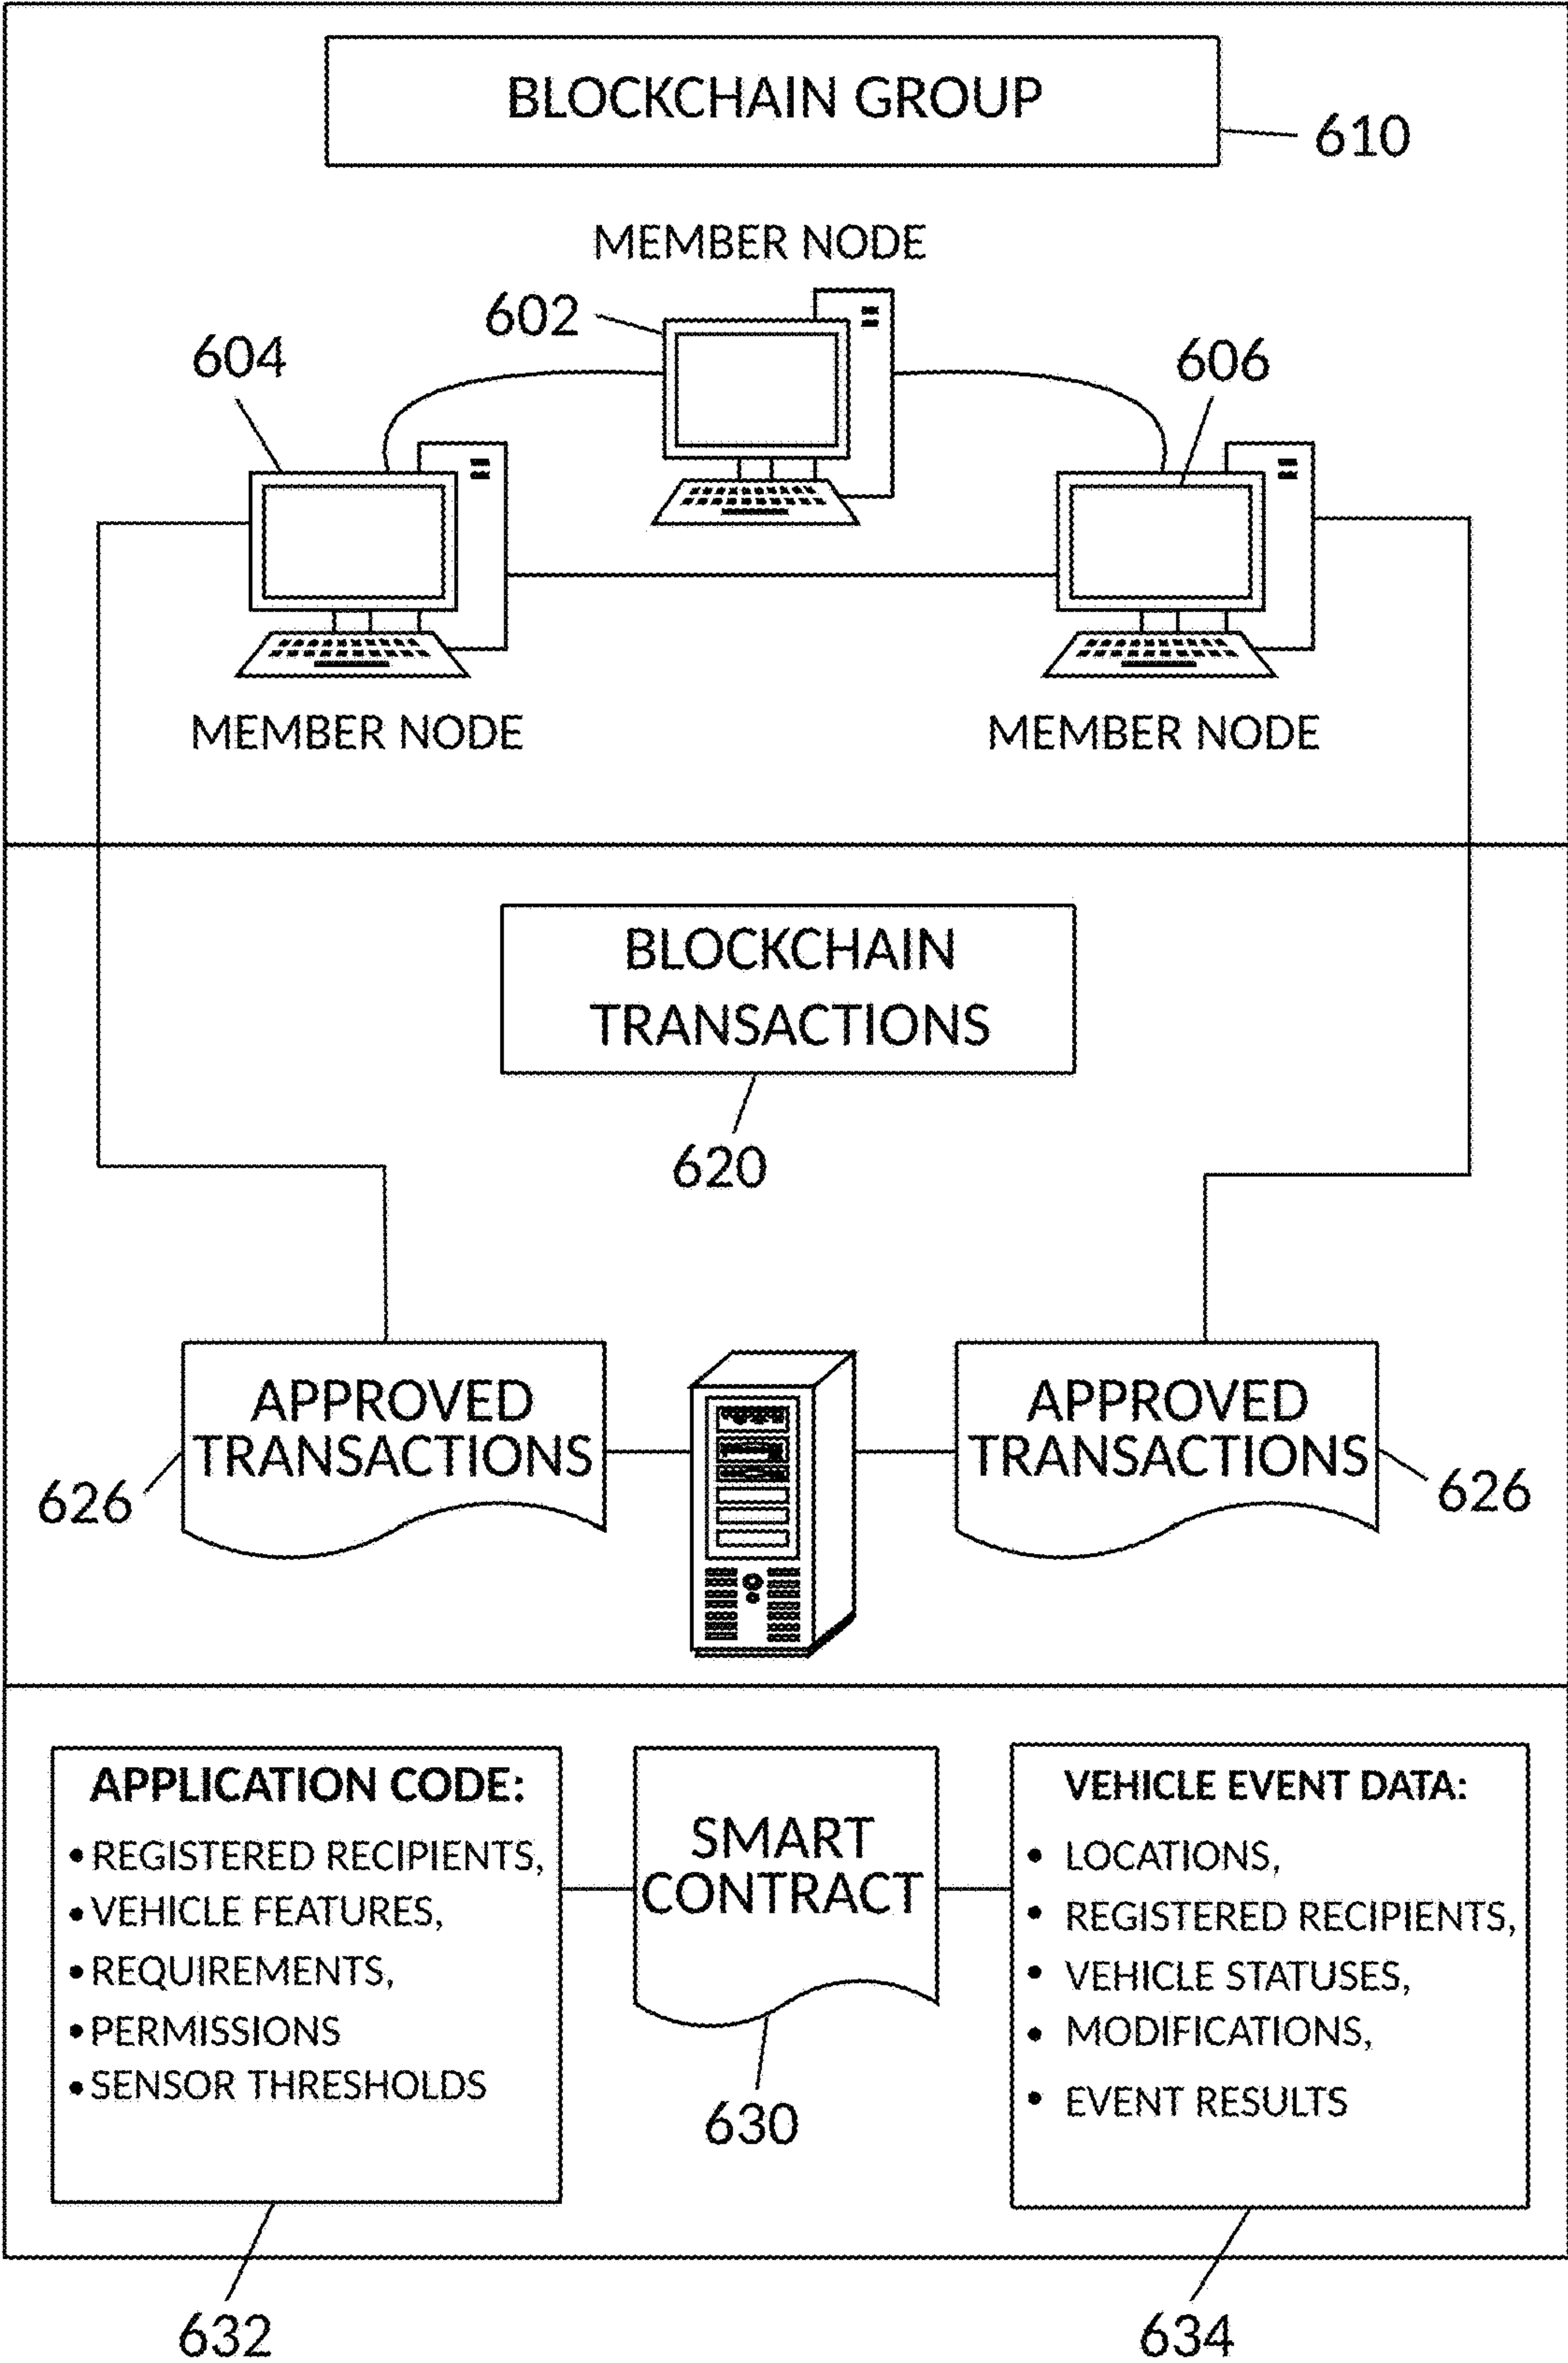 BLOCKCHAIN GROUP
610
MEMBER NODE
602
604
606
MEMBER NODE
MEMBER NODE
BLOCKCHAIN
TRANSACTIONS
620
APPROVED
TRANSACTIONS
626
APPROVED
TRANSACTIONS
626
APPLICATION CODE:
• REGISTERED RECIPIENTS,
• VEHICLE FEATURES,
• REQUIREMENTS,
• PERMISSIONS
• SENSOR THRESHOLDS
632
SMART
CONTRACT
630
VEHICLE EVENT DATA:
• LOCATIONS,
• REGISTERED RECIPIENTS,
• VEHICLE STATUSES,
• MODIFICATIONS,
• EVENT RESULTS
634